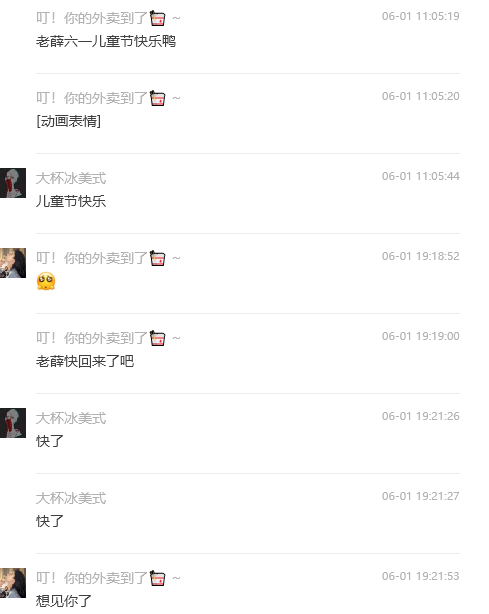 叮！你的外卖到了🍱 ~ 06-01 11:05:19
老薛六一儿童节快乐鸭
叮！你的外卖到了🍱 ~ 06-01 11:05:20
[动画表情]
大杯冰美式 06-01 11:05:44
儿童节快乐
叮！你的外卖到了🍱 ~ 06-01 19:18:52
🥺
叮！你的外卖到了🍱 ~ 06-01 19:19:00
老薛快回来了吧
大杯冰美式 06-01 19:21:26
快了
大杯冰美式 06-01 19:21:27
快了
叮！你的外卖到了🍱 ~ 06-01 19:21:53
想见你了